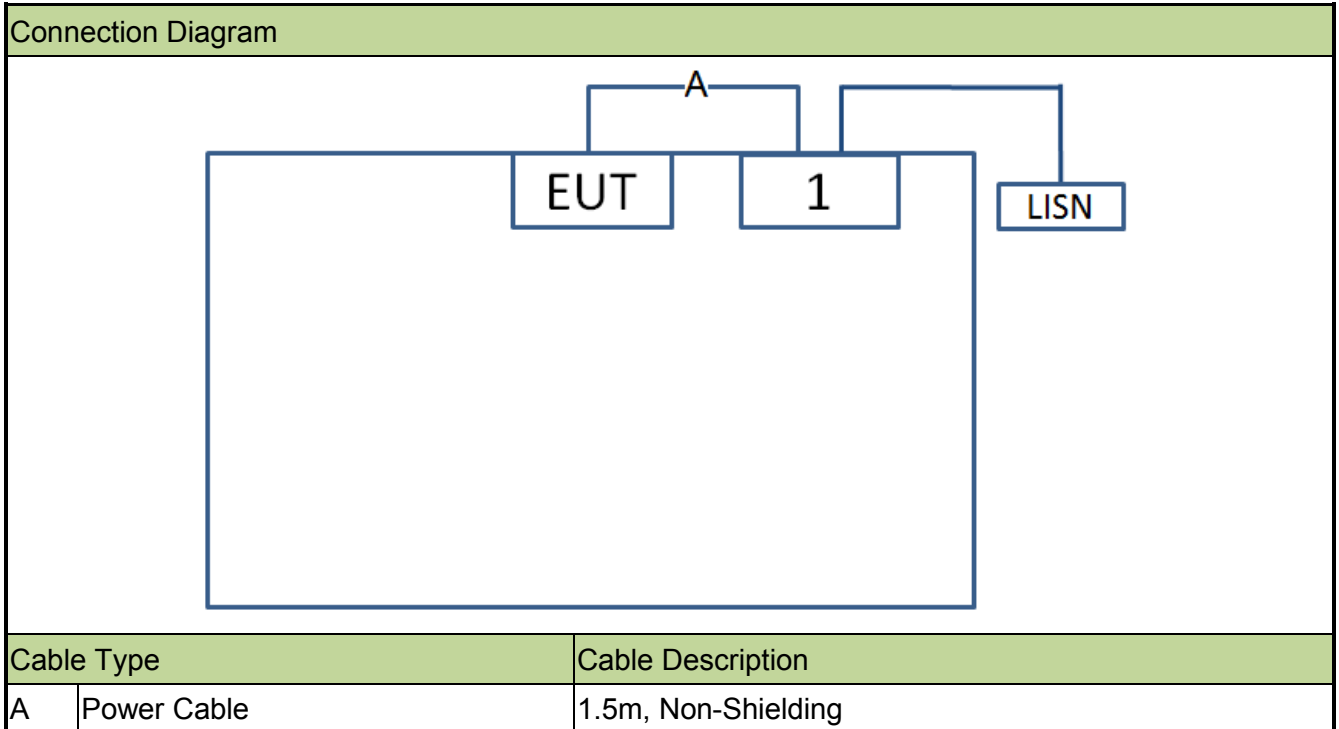 Connection Diagram
A
EUT 1 LISN
Cable Type Cable Description
A Power Cable 1.5m, Non-Shielding